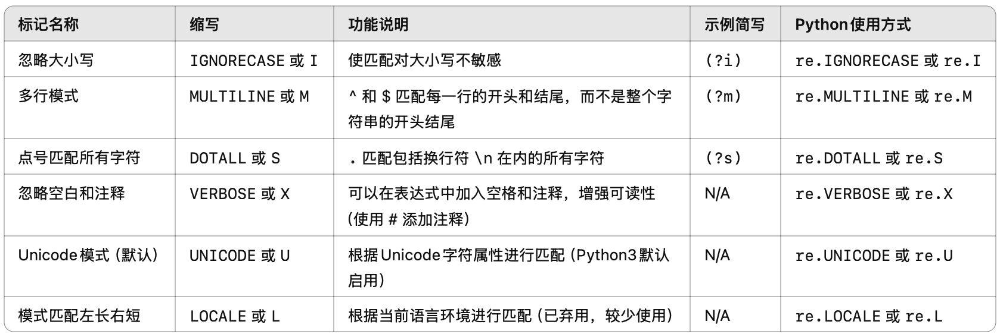 标记名称 缩写 功能说明 示例简写 Python使用方式
忽略大小写 IGNORECASE 或 I 使匹配对大小写不敏感 (?i) re.IGNORECASE 或 re.I
多行模式 MULTILINE 或 M ^ 和 $ 匹配每一行的开头和结尾，而不是整个字 (?m) re.MULTILINE 或 re.M
符串的开头结尾
点号匹配所有字符 DOTALL 或 S . 匹配包括换行符 \n 在内的所有字符 (?s) re.DOTALL 或 re.S
忽略空白和注释 VERBOSE 或 X 可以在表达式中加入空格和注释，增强可读性 N/A re.VERBOSE 或 re.X
（使用 # 添加注释）
Unicode模式（默认） UNICODE 或 U 根据Unicode字符属性进行匹配（Python3默认 N/A re.UNICODE 或 re.U
启用）
模式匹配左长右短 LOCALE 或 L 根据当前语言环境进行匹配（已弃用，较少使用） N/A re.LOCALE 或 re.L